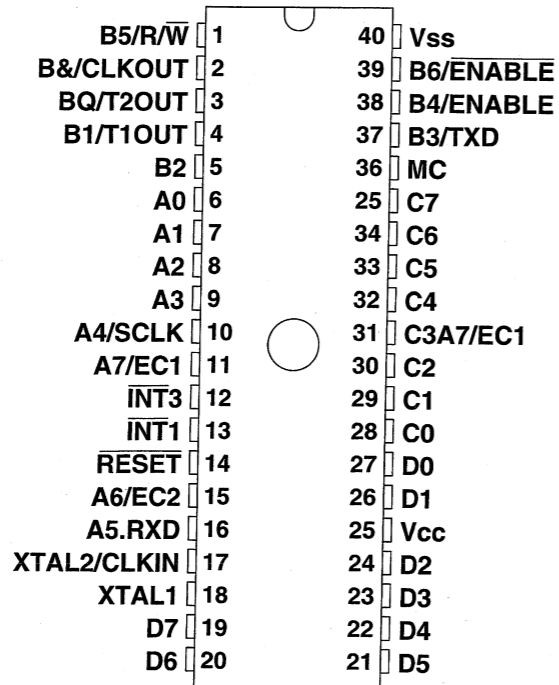 B5/R/W̅ 1 40 Vss
B&/CLKOUT 2 39 B6/E̅N̅A̅B̅L̅E̅
BQ/T2OUT 3 38 B4/ENABLE
B1/T1OUT 4 37 B3/TXD
B2 5 36 MC
A0 6 25 C7
A1 7 34 C6
A2 8 33 C5
A3 9 32 C4
A4/SCLK 10 31 C3A7/EC1
A7/EC1 11 30 C2
I̅N̅T̅3 12 29 C1
I̅N̅T̅1 13 28 C0
R̅E̅S̅E̅T̅ 14 27 D0
A6/EC2 15 26 D1
A5.RXD 16 25 Vcc
XTAL2/CLKIN 17 24 D2
XTAL1 18 23 D3
D7 19 22 D4
D6 20 21 D5